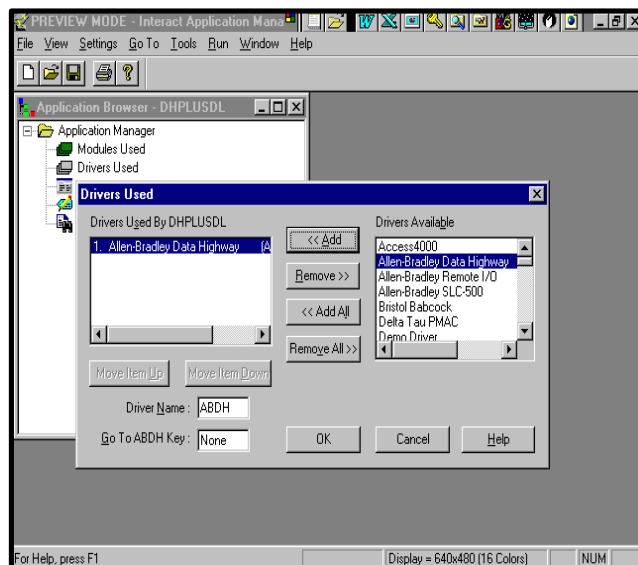 PREVIEW MODE - Interact Application Mana
File View Settings Go To Tools Run Window Help
Application Browser - DHPLUSDL
Application Manager
Modules Used
Drivers Used
Drivers Used
Drivers Used By DHPLUSDL
1. Allen-Bradley Data Highway (A
<< Add
Remove >>
<< Add All
Remove All >>
Drivers Available
Access4000
Allen-Bradley Data Highway
Allen-Bradley Remote I/O
Allen-Bradley SLC-500
Bristol Babcock
Delta Tau PMAC
Demo Driver
Move Item Up
Move Item Down
Driver Name : ABDH
Go To ABDH Key : None
OK
Cancel
Help
For Help, press F1
Display = 640x480 (16 Colors)
NUM